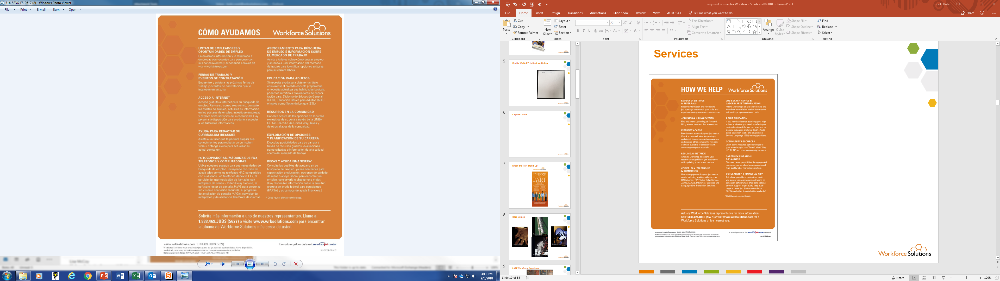 316-SRVS-ES-0617 (2) - Windows Photo Viewer
File Print E-mail Burn Open
CÓMO AYUDAMOS
Workforce Solutions
LISTAS DE EMPLEADORES Y
OPORTUNIDADES DE EMPLEO
Le enviamos información y lo remitimos a
empresas con vacantes para personas con
sus conocimientos y experiencia a través de
www.workintexas.com.
FERIAS DE TRABAJO Y
EVENTOS DE CONTRATACIÓN
Encuentre y asista a las próximas ferias de
trabajo y eventos de contratación que le
interesen en su zona.
ACCESO A INTERNET
Acceso gratuito a Internet para su búsqueda de
empleo. Revise su correo electrónico, consulte
las ofertas de empleo, actualice su información
en los portales de empleo, investigue empresas
y explore otros servicios de la comunidad. Hay
personal a disposición para ayudarlo a acceder
a los tutoriales informáticos.
AYUDA PARA REDACTAR SU
CURRÍCULUM (RESUME)
Asista a un taller que le permita ampliar sus
conocimientos para redactar un currículum
vitae u obtenga ayuda para actualizar su
actual currículum.
FOTOCOPIADORAS, MÁQUINAS DE FAX,
TELÉFONOS Y COMPUTADORAS
Utilice nuestros equipos para sus necesidades de
búsqueda de empleo, incluyendo recursos de
ayuda tales como los teléfonos HAC compatibles
con audífonos, los teléfonos de texto TTY, el
servicio de intermediación de llamadas con
intérprete de señas – Video Relay Service, el
software lector de pantalla JAWS para personas
sin visión o con visión reducida, el programa
de ampliación de pantalla MAGic, servicios de
intérpretes y de asistencia telefónica de idiomas.
ASESORAMIENTO PARA BÚSQUEDA
DE EMPLEO E INFORMACIÓN SOBRE
EL MERCADO DE TRABAJO
Asista a talleres sobre cómo buscar empleo
y aprenda a usar información del mercado
de trabajo para identificar opciones exitosas
para su carrera laboral.
EDUCACIÓN PARA ADULTOS
Si necesita ayuda para obtener un título
equivalente al nivel de escuela preparatoria
o necesita actualizar sus habilidades básicas,
podemos remitirlo a proveedores de capaci-
tación para: Diploma de Educación General
(GED), Educación Básica para Adultos (ABE)
e Inglés como Segunda Lengua (ESL).
RECURSOS EN LA COMUNIDAD
Conozca acerca de las opciones de recursos
exclusivos de su zona a través de la LÍNEA
DE AYUDA 2-1-1 de United Way/Texas y
de otros aliados de la comunidad.
EXPLORACIÓN DE OPCIONES
Y PLANIFICACIÓN DE SU CARRERA
Descubra posibilidades para su carrera a
través de recursos guiados, evaluaciones
personalizadas e información de alta calidad
acerca del mercado de trabajo.
BECAS Y AYUDA FINANCIERA*
Consulte las posibles de ayudarlo en su
búsqueda de empleo, ya sea con becas para
capacitación o educación, opciones de cuidado
de niños o apoyo laboral para encontrar un
empleo, conservarlo u obtener uno mejor.
(Hay disponible información sobre la solicitud
gratuita de ayuda federal para estudiantes
(FAFSA) y otros tipos de ayuda financiera.)
* Debe reunir ciertas condiciones
Solicite más información a uno de nuestros representantes. Llame al
1.888.469.JOBS (5627) o visite www.wrksolutions.com para encontrar
la oficina de Workforce Solutions más cerca de usted.
www.wrksolutions.com 1.888.469.JOBS (5627)
Workforce Solutions es un empleador/programa de igualdad de oportunidades. Hay a disposición,
a solicitud, recursos y servicios complementarios para personas con discapacidades.
Un socio orgulloso de la red americanjobcenter
316-SRVS-ES-0617
4:11 PM
9/5/2018
Required Posters for Workforce Solutions 083018 - PowerPoint
Cook, Bobi
File Home Insert Design Transitions Animations Slide Show Review View ACROBAT Tell me what you want to do Share
Paste
Cut
Copy
Format Painter
Clipboard
New
Slide
Layout
Reset
Section
Slides
22
Font
Text Direction
Align Text
Convert to SmartArt
Paragraph
Arrange
Quick
Styles
Shape Fill
Shape Outline
Shape Effects
Drawing
Find
Replace
Select
Editing
5
Braille WIOA EO is the Law Notice
6
I Speak Cards
7
Dress the Part Stand-Up
DRESS
PART
8
Core Values
9
I AM Workforce Solutions
Services
HOW WE HELP
Workforce Solutions
EMPLOYER LISTINGS
& REFERRALS
Receive information and referrals to
job openings that match your skills and
experience using www.workintexas.com.
JOB FAIRS & HIRING EVENTS
Find and attend upcoming job fairs and
hiring events near you that interest you.
INTERNET ACCESS
Free internet access for your job search.
Check your email, view job postings,
update job boards, research companies
and explore other community referrals.
Staff are available to assist you with
accessing computer tutorials.
RESUME ASSISTANCE
Attend a workshop to expand your
resume writing skills or get assistance
with updating your current resume.
COPIER, FAX, TELEPHONE
& COMPUTERS
Use our equipment for your job search
needs including auxiliary aids such as
HAC phones, TTY, Video Relay Service,
JAWS, MAGic, Interpreter Services and
Language Line Translation Services.
JOB SEARCH ADVICE &
LABOR MARKET INFORMATION
Attend workshops on job search skills and
learn how to use labor market information
to identify prosperous career paths.
ADULT EDUCATION
If you need assistance acquiring your high
school equivalency or need to refresh your
basic education skills, we can refer you to
General Education Diploma (GED), Adult
Basic Education (ABE) and English as a
Second Language (ESL) training providers.
COMMUNITY RESOURCES
Learn about resource options unique to
your area through 2-1-1 Texas/United Way
HELPLINE and other community partners.
CAREER EXPLORATION
& PLANNING
Discover career possibilities through guided
resources, personalized assessments and
high-quality labor market information.
SCHOLARSHIP & FINANCIAL AID*
Ask about possible opportunities to aid
you in your job search such as training or
education scholarships, child care options,
or work support to get a job, keep a job
or get a better job. (Information about
FAFSA and other financial aid is available.)
* Eligibility requirements will apply.
Ask any Workforce Solutions representative for more information.
Call 1.888.469.JOBS (5627) or visit www.wrksolutions.com for a
Workforce Solutions office nearest you.
www.wrksolutions.com 1.888.469.JOBS (5627)
A proud partner of the americanjobcenter network
Workforce Solutions
Slide 10 of 35
Notes
120%